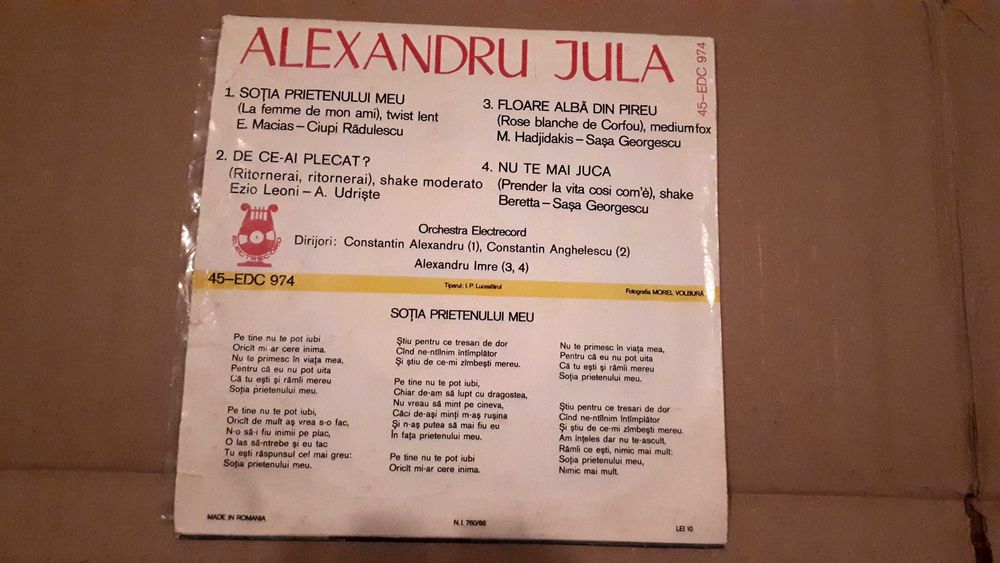 ALEXANDRU JULA
45-EDC 974
1. SOȚIA PRIETENULUI MEU
(La femme de mon ami), twist lent
E. Macias – Ciupi Rădulescu
2. DE CE-AI PLECAT?
(Ritornerai, ritornerai), shake moderato
Ezio Leoni – A. Udriște
3. FLOARE ALBĂ DIN PIREU
(Rose blanche de Corfou), mediumfox
M. Hadjidakis – Sașa Georgescu
4. NU TE MAI JUCA
(Prender la vita cosi com'è), shake
Beretta – Sașa Georgescu
ELECTRECORD
Orchestra Electrecord
Dirijori: Constantin Alexandru (1), Constantin Anghelescu (2)
Alexandru Imre (3, 4)
45–EDC 974
Tiparul: I. P. Luceafărul
Fotografia MOREL VOLBURĂ
SOȚIA PRIETENULUI MEU
Pe tine nu te pot iubi
Oricît mi-ar cere inima.
Nu te primesc în viața mea,
Pentru că eu nu pot uita
Că tu ești și rămîi mereu
Soția prietenului meu.
Pe tine nu te pot iubi,
Oricît de mult aș vrea s-o fac,
N-o să-i fiu inimii pe plac,
O las să-ntrebe și eu tac
Tu ești răspunsul cel mai greu:
Soția prietenului meu.
Știu pentru ce tresari de dor
Cînd ne-ntîlnim întîmplător
Și știu de ce-mi zîmbești mereu.
Pe tine nu te pot iubi,
Chiar de-am să lupt cu dragostea,
Nu vreau să mint pe cineva,
Căci de-ași minți m-aș rușina
Și n-aș putea să mai fiu eu
În fața prietenului meu.
Pe tine nu te pot iubi
Oricît mi-ar cere inima.
Nu te primesc în viața mea,
Pentru că eu nu pot uita
Că tu ești și rămîi mereu
Soția prietenului meu.
Știu pentru ce tresari de dor
Cînd ne-ntîlnim întîmplător
Și știu de ce-mi zîmbești mereu.
Am înțeles dar nu te-ascult,
Rămîi ce ești, nimic mai mult:
Soția prietenului meu,
Nimic mai mult.
MADE IN ROMANIA
N. I. 760/66
LEI 10